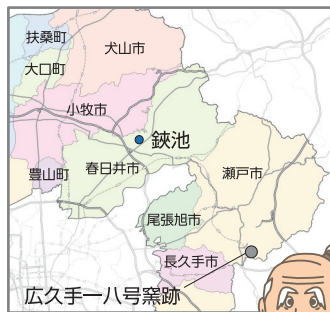 扶桑町
犬山市
大口町
小牧市
鋏池
豊山町
春日井市
瀬戸市
尾張旭市
長久手市
広久手一八号窯跡